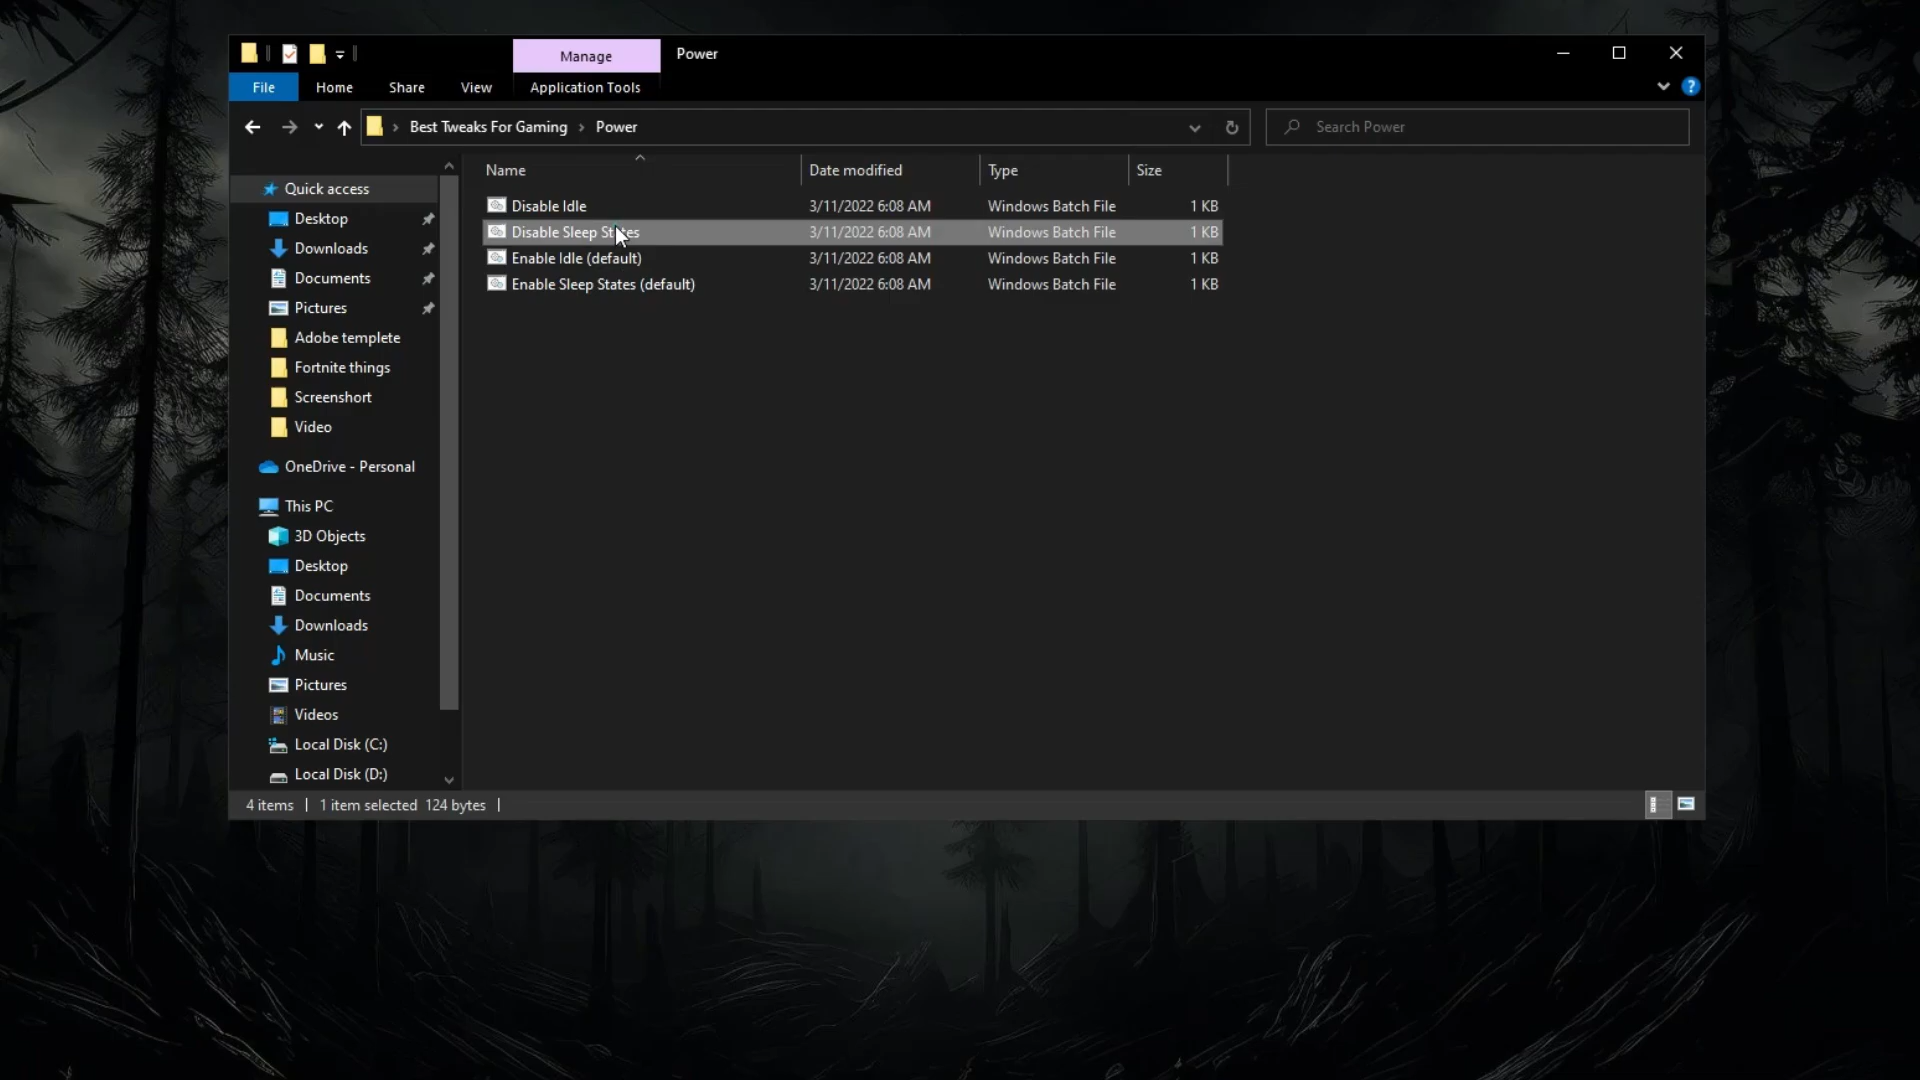 Manage
Power
File
Home
Share
View
Application Tools
?
Best Tweaks For Gaming
Power
Search Power
Name
Date modified
Type
Size
Disable Idle
3/11/2022 6:08 AM
Windows Batch File
1 KB
Disable Sleep States
3/11/2022 6:08 AM
Windows Batch File
1 KB
Enable Idle (default)
3/11/2022 6:08 AM
Windows Batch File
1 KB
Enable Sleep States (default)
3/11/2022 6:08 AM
Windows Batch File
1 KB
Quick access
Desktop
Downloads
Documents
Pictures
Adobe templete
Fortnite things
Screenshort
Video
OneDrive - Personal
This PC
3D Objects
Desktop
Documents
Downloads
Music
Pictures
Videos
Local Disk (C:)
Local Disk (D:)
4 items
1 item selected 124 bytes